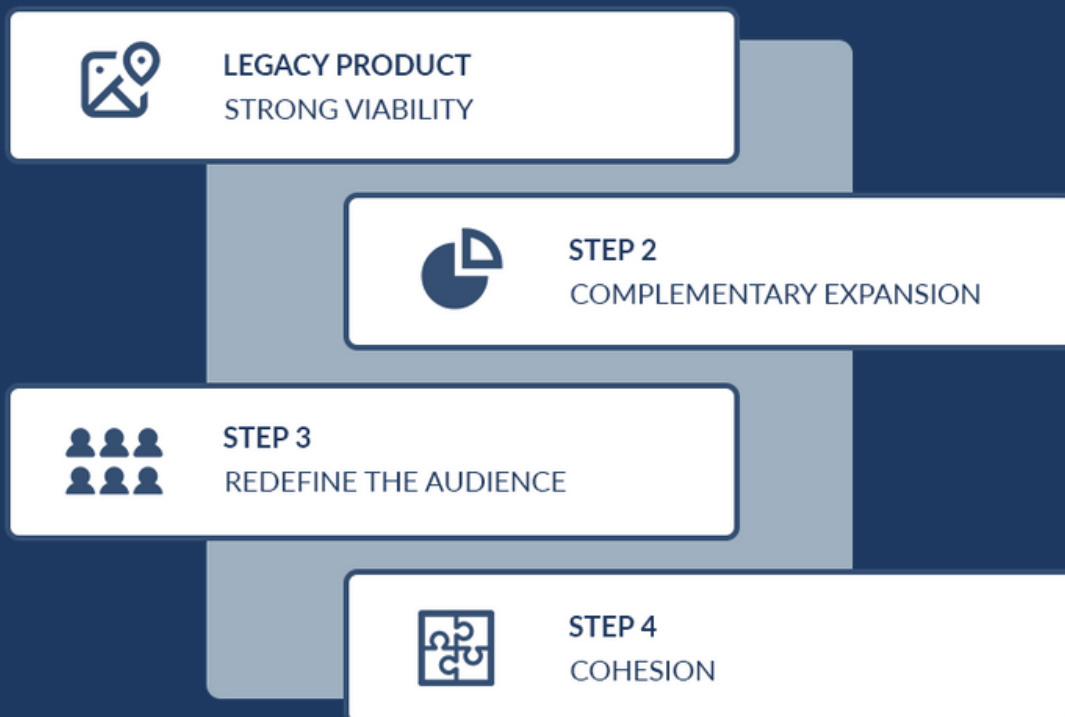 LEGACY PRODUCT
STRONG VIABILITY
STEP 2
COMPLEMENTARY EXPANSION
STEP 3
REDEFINE THE AUDIENCE
STEP 4
COHESION